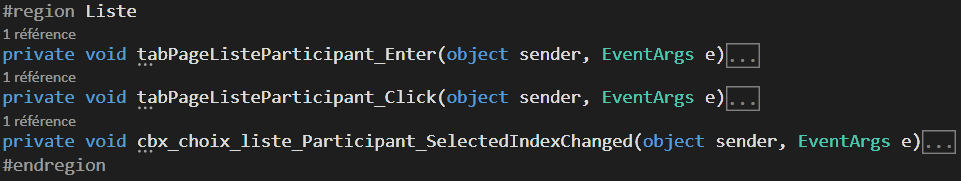 #region Liste
1 référence
private void tabPageListeParticipant_Enter(object sender, EventArgs e)...
1 référence
private void tabPageListeParticipant_Click(object sender, EventArgs e)...
1 référence
private void cbx_choix_liste_Participant_SelectedIndexChanged(object sender, EventArgs e)...
#endregion